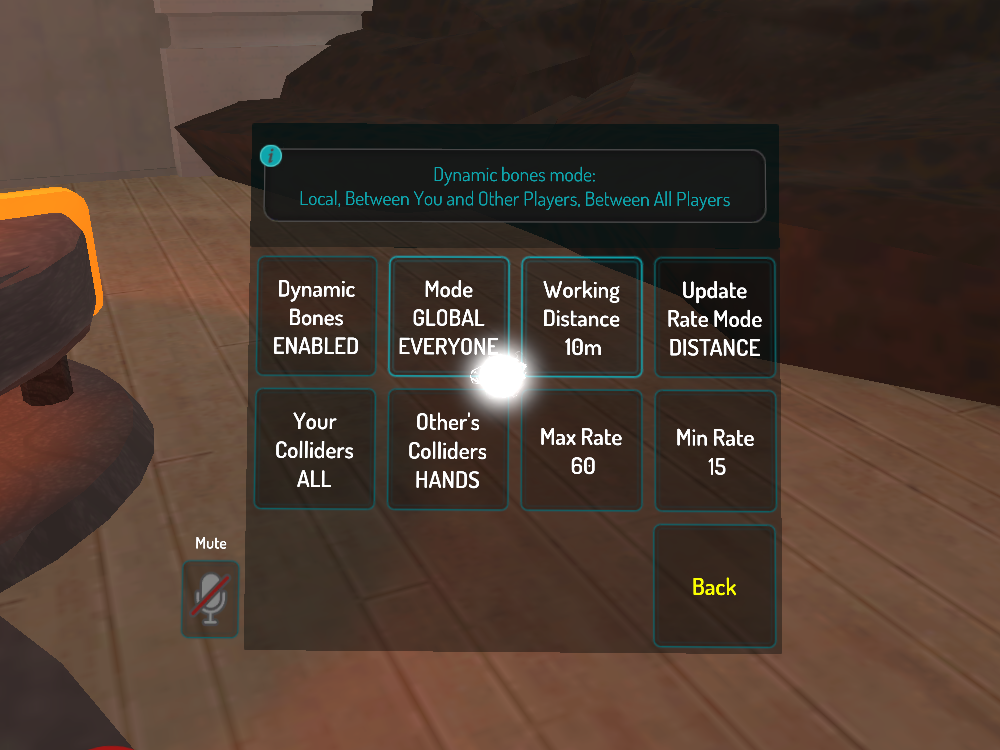 i
Dynamic bones mode:
Local, Between You and Other Players, Between All Players
Dynamic
Bones
ENABLED
Mode
GLOBAL
EVERYONE
Working
Distance
10m
Update
Rate Mode
DISTANCE
Your
Colliders
ALL
Other's
Colliders
HANDS
Max Rate
60
Min Rate
15
Mute
Back